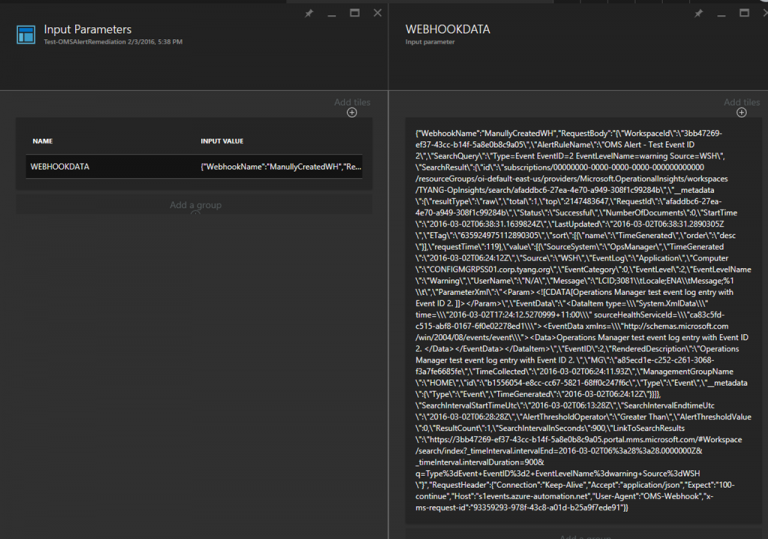 Input Parameters
Test-OMSAlertRemediation 2/3/2016, 5:38 PM
Add tiles
NAME INPUT VALUE
WEBHOOKDATA {"WebhookName":"ManullyCreatedWH","Re...
Add a group
WEBHOOKDATA
Input parameter
Add tiles
{"WebhookName":"ManullyCreatedWH","RequestBody":"{\"WorkspaceId\":\"3bb47269-
ef37-43cc-b14f-5a8e0b8c9a05\",\"AlertRuleName\":\"OMS Alert - Test Event ID
2\",\"SearchQuery\":\"Type=Event EventID=2 EventLevelName=warning Source=WSH\",
\"SearchResult\":{\"id\":\"subscriptions/00000000-0000-0000-0000-000000000000
/resourceGroups/oi-default-east-us/providers/Microsoft.OperationalInsights/workspaces
/TYANG-OpInsights/search/afaddbc6-27ea-4e70-a949-308f1c99284b\",\"__metadata
\":{\"resultType\":\"raw\",\"total\":1,\"top\":2147483647,\"RequestId\":\"afaddbc6-27ea-
4e70-a949-308f1c99284b\",\"Status\":\"Successful\",\"NumberOfDocuments\":0,\"StartTime
\":\"2016-03-02T06:38:31.1639824Z\",\"LastUpdated\":\"2016-03-02T06:38:31.2890305Z
\",\"ETag\":\"635924975112890305\",\"sort\":[{\"name\":\"TimeGenerated\",\"order\":\"desc
\"}],\"requestTime\":119},\"value\":[{\"SourceSystem\":\"OpsManager\",\"TimeGenerated
\":\"2016-03-02T06:24:12Z\",\"Source\":\"WSH\",\"EventLog\":\"Application\",\"Computer
\":\"CONFIGMGRPSS01.corp.tyang.org\",\"EventCategory\":0,\"EventLevel\":2,\"EventLevelName
\":\"Warning\",\"UserName\":\"N/A\",\"Message\":\"LCID;3081\\tLocale;ENA\\tMessage;%1
\\t\",\"ParameterXml\":\"<Param><![CDATA[Operations Manager test event log entry with
Event ID 2. ]]></Param>\",\"EventData\":\"<DataItem type=\\\"System.XmlData\\\"
time=\\\"2016-03-02T17:24:12.5270999+11:00\\\" sourceHealthServiceId=\\\"ca83c5fd-
c515-abf8-0167-6f0e02278ed1\\\"><EventData xmlns=\\\"http://schemas.microsoft.com
/win/2004/08/events/event\\\"><Data>Operations Manager test event log entry with Event ID
2. </Data></EventData></DataItem>\",\"EventID\":2,\"RenderedDescription\":\"Operations
Manager test event log entry with Event ID 2. \",\"MG\":\"a85ecd1e-c252-c261-3068-
f3a7fe6685fe\",\"TimeCollected\":\"2016-03-02T06:24:11.93Z\",\"ManagementGroupName
\":\"HOME\",\"id\":\"b1556054-e8cc-cc67-5821-68ff0c247f6c\",\"Type\":\"Event\",\"__metadata
\":{\"Type\":\"Event\",\"TimeGenerated\":\"2016-03-02T06:24:12Z\"}}]},
\"SearchIntervalStartTimeUtc\":\"2016-03-02T06:13:28Z\",\"SearchIntervalEndtimeUtc
\":\"2016-03-02T06:28:28Z\",\"AlertThresholdOperator\":\"Greater Than\",\"AlertThresholdValue
\":0,\"ResultCount\":1,\"SearchIntervalInSeconds\":900,\"LinkToSearchResults
\":\"https://3bb47269-ef37-43cc-b14f-5a8e0b8c9a05.portal.mms.microsoft.com/#Workspace
/search/index?_timeInterval.intervalEnd=2016-03-02T06%3a28%3a28.0000000Z&
_timeInterval.intervalDuration=900&
q=Type%3dEvent+EventID%3d2+EventLevelName%3dwarning+Source%3dWSH
\"}","RequestHeader":{"Connection":"Keep-Alive","Accept":"application/json","Expect":"100-
continue","Host":"s1events.azure-automation.net","User-Agent":"OMS-Webhook","x-
ms-request-id":"93359293-978f-43c8-a01d-b25a9f7ede91"}}